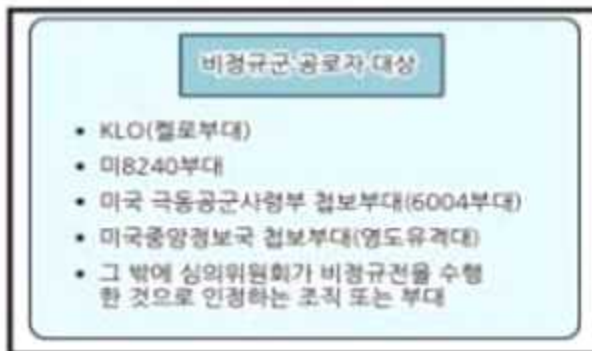 비정규군 공로자 대상
• KLO(켈로부대)
• 미8240부대
• 미국 극동공군사령부 첩보부대(6004부대)
• 미국중앙정보국 첩보부대(영도유격대)
• 그 밖에 심의위원회가 비정규전을 수행
한 것으로 인정하는 조직 또는 부대